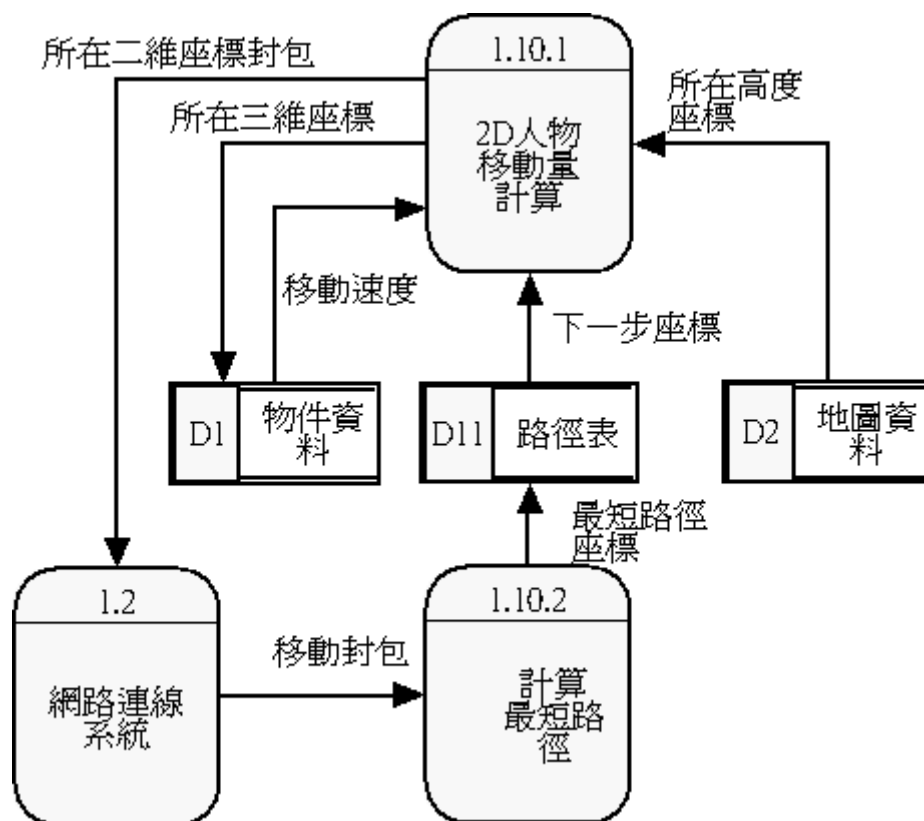 所在二維座標封包
1.10.1
所在三維座標
2D人物
移動量
計算
所在高度
座標
移動速度
下一步座標
D1
物件資
料
D11
路徑表
D2
地圖資
料
最短路徑
座標
1.2
網路連線
系統
移動封包
1.10.2
計算
最短路
徑